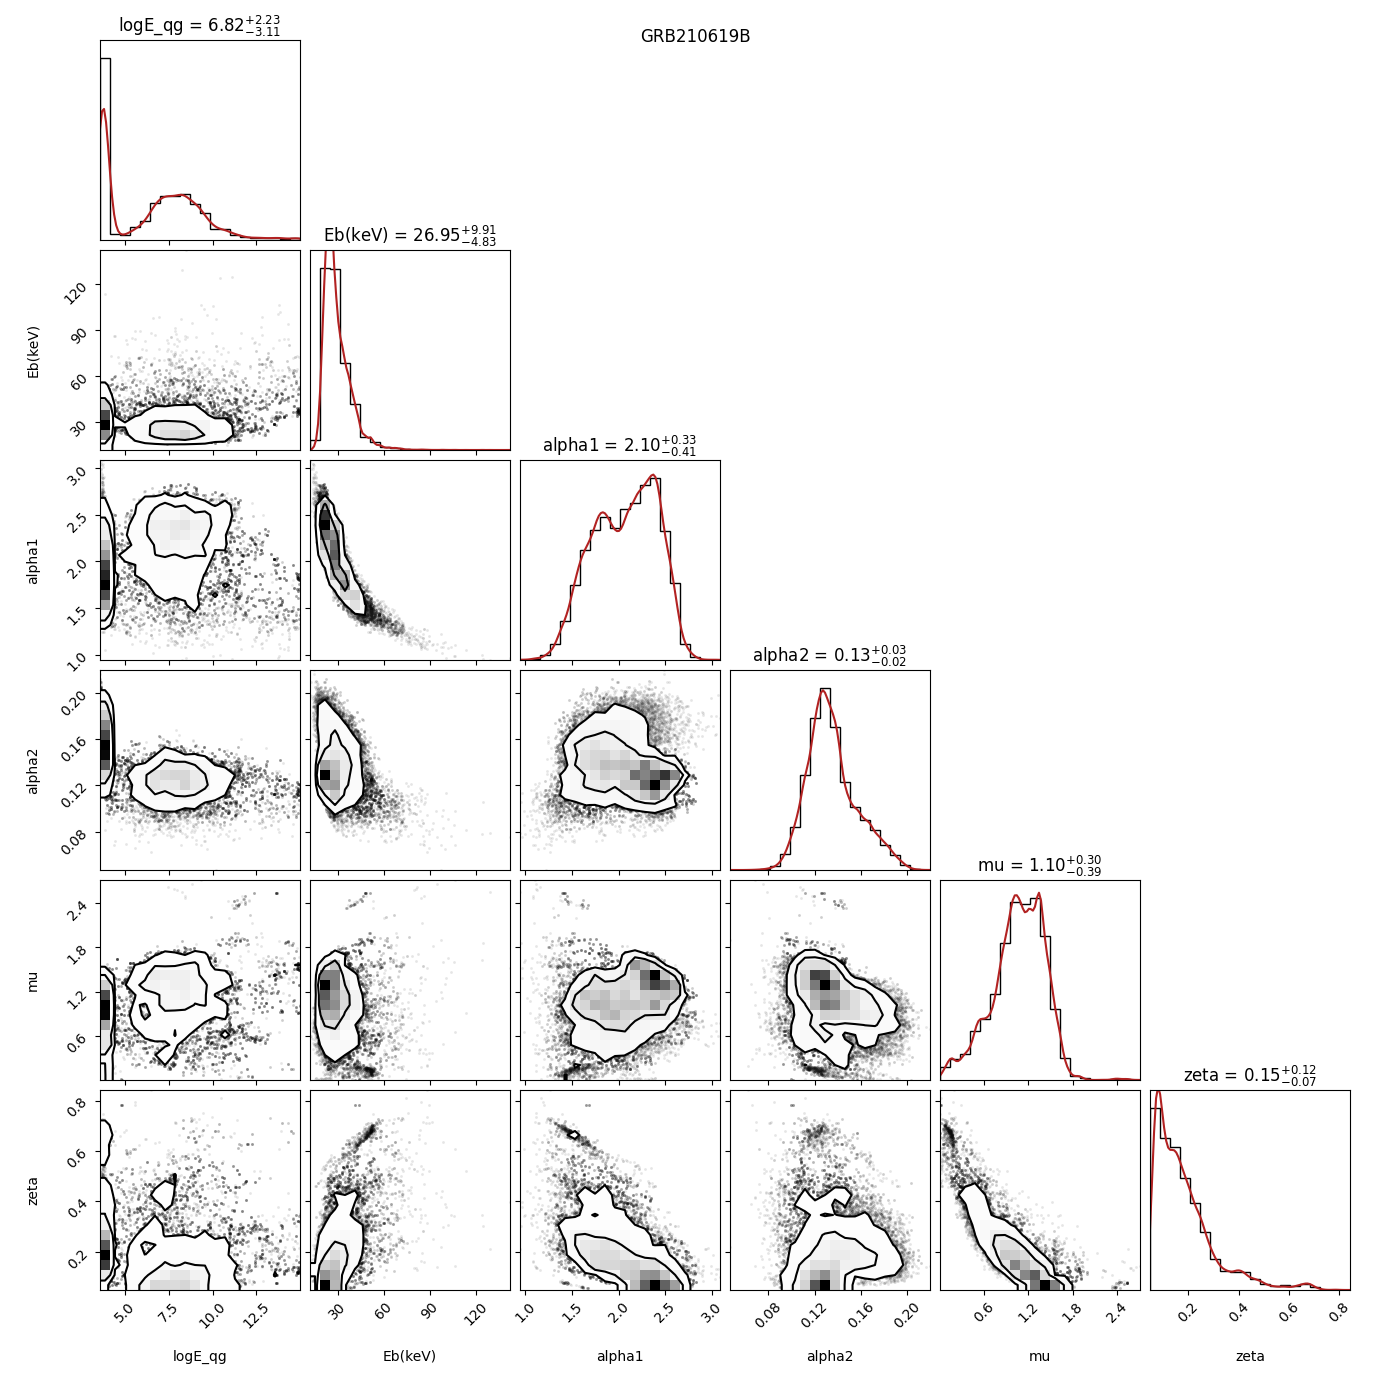 logE_qg = 6.82+2.23−3.11
GRB210619B
Eb(keV) = 26.95+9.91−4.83
120
90
60
30
Eb(keV)
alpha1 = 2.10+0.33−0.41
3.0
2.5
2.0
1.5
1.0
alpha1
alpha2 = 0.13+0.03−0.02
0.20
0.16
0.12
0.08
alpha2
mu = 1.10+0.30−0.39
2.4
1.8
1.2
0.6
mu
zeta = 0.15+0.12−0.07
0.8
0.6
0.4
0.2
zeta
5.0 7.5 10.0 12.5 30 60 90 120 1.0 1.5 2.0 2.5 3.0 0.08 0.12 0.16 0.20 0.6 1.2 1.8 2.4 0.2 0.4 0.6 0.8
logE_qg Eb(keV) alpha1 alpha2 mu zeta